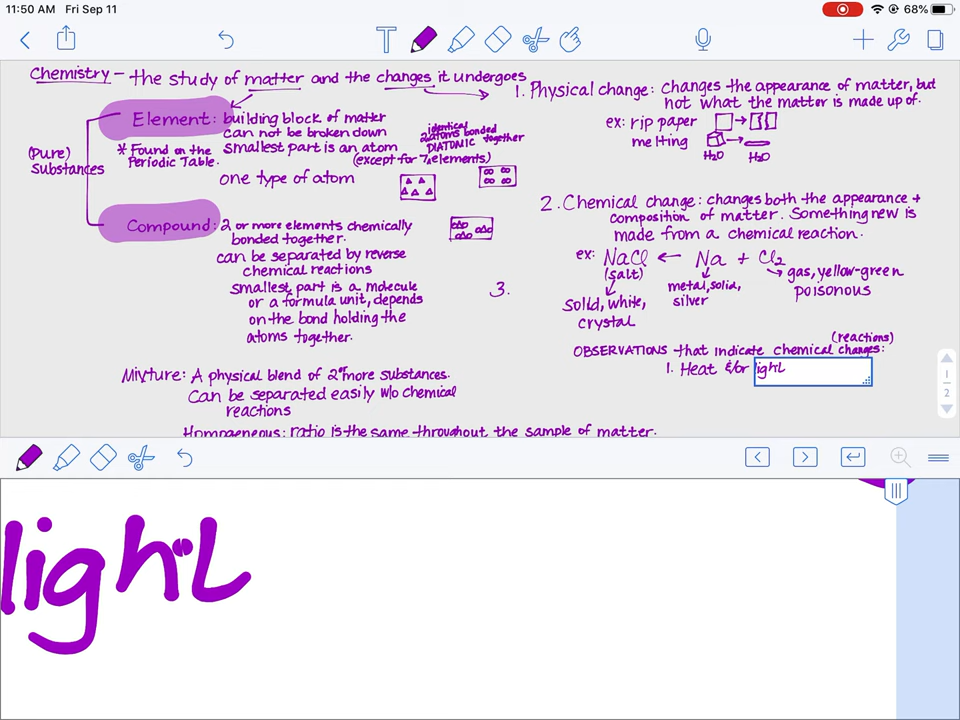 11:50 AM Fri Sep 11 68%
Chemistry - the study of matter and the changes it undergoes
Element: building block of matter
can not be broken down
* Found on the smallest part is an atom
Periodic Table.
(except for 7 elements)
identical
2 atoms bonded
DIATONIC together
one type of atom
(Pure)
Substances
Compound: 2 or more elements chemically
bonded together.
can be separated by reverse
chemical reactions
smallest part is a molecule
or a formula unit, depends
on the bond holding the
atoms together.
Mixture: A physical blend of 2 or more substances.
Can be separated easily w/o chemical
reactions
Homogeneous: ratio is the same throughout the sample of matter.
1. Physical change: changes the appearance of matter, but
not what the matter is made up of.
ex: rip paper
melting
H2O H2O
2. Chemical change: changes both the appearance +
composition of matter. Something new is
made from a chemical reaction.
ex: NaCl ← Na + Cl2
(salt)
solid, white,
crystal
metal, solid,
silver
gas, yellow-green
poisonous
3.
(reactions)
OBSERVATIONS that indicate chemical changes:
1. Heat &/or lighL
1
2
lighL